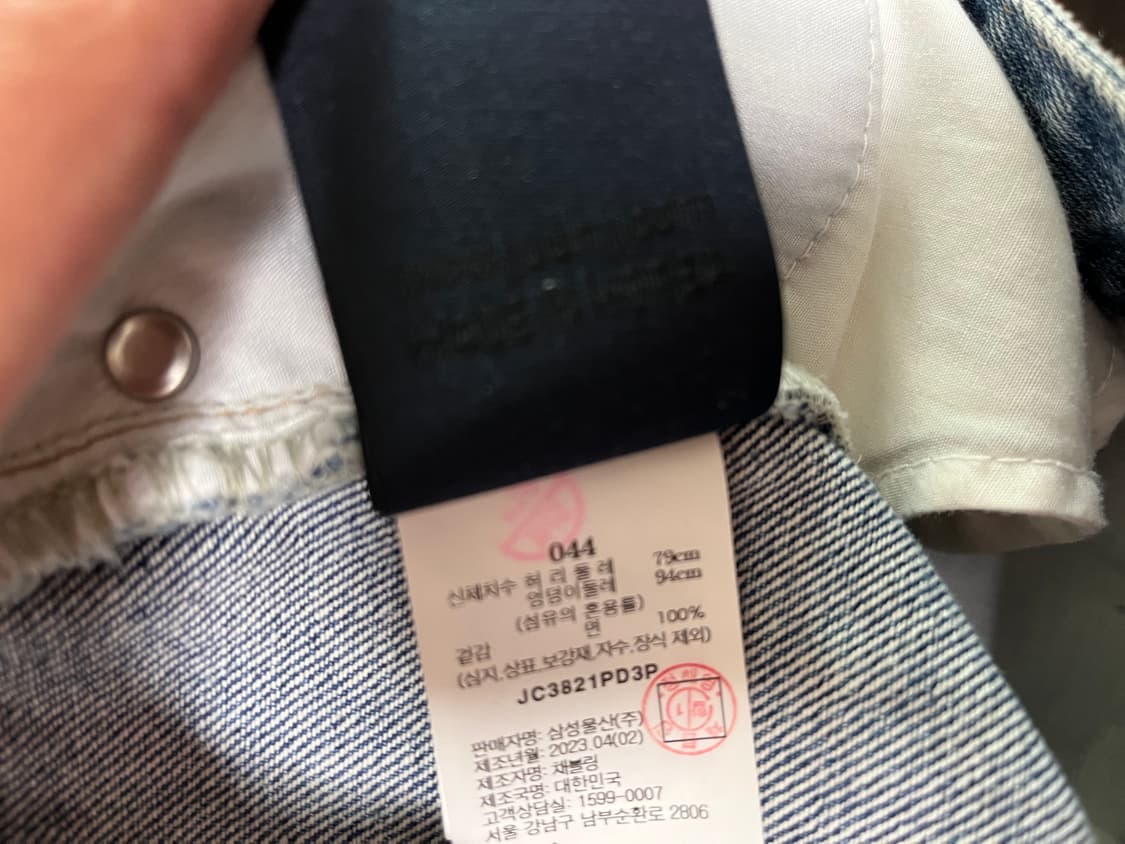 044
신체치수 허 리 둘 레 79cm
엉덩이둘레 94cm
(섬유의 혼용률)
면 100%
겉감
(심지.상표.보강재.자수.장식 제외)
JC3821PD3P
판매자명: 삼성물산(주)
제조년월: 2023.04(02)
제조자명: 채블링
제조국명: 대한민국
고객상담실: 1599-0007
서울 강남구 남부순환로 2806